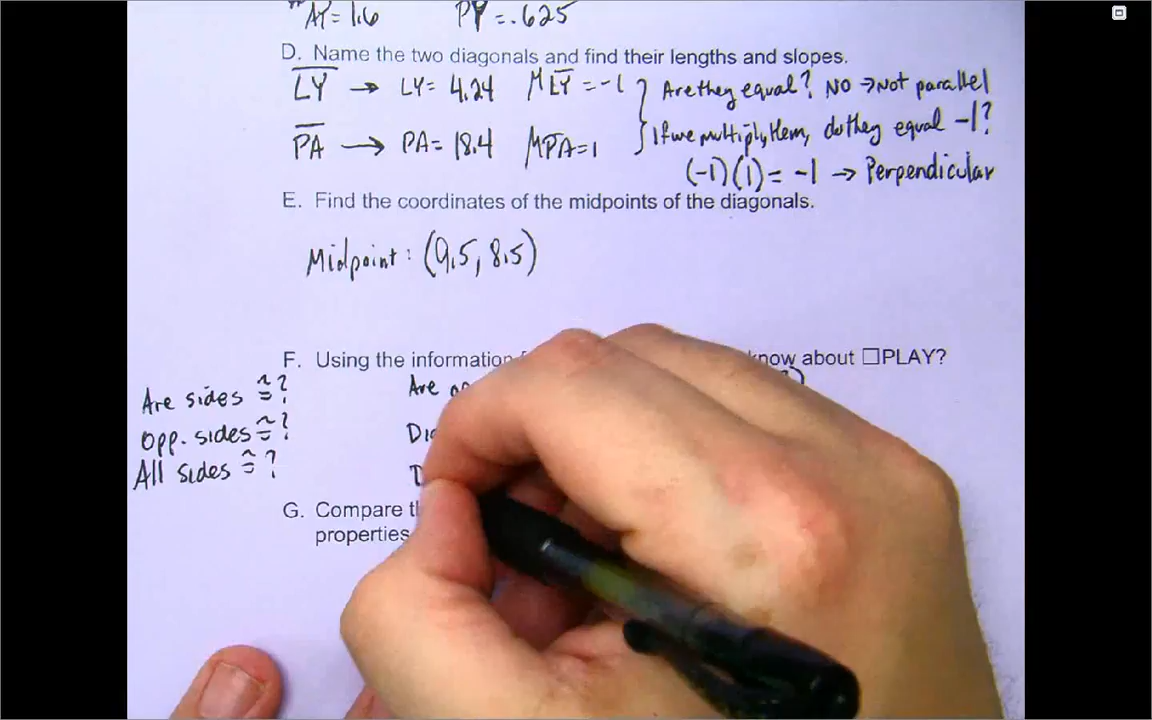 AY = 1.6 PY = .625
D. Name the two diagonals and find their lengths and slopes.
LY → LY = 4.24 MLY = -1 } Are they equal? NO → Not parallel
PA → PA = 18.4 MPA = 1 } If we multiply them, do they equal -1?
(-1)(1) = -1 → Perpendicular
E. Find the coordinates of the midpoints of the diagonals.
Midpoint: (9.5, 8.5)
F. Using the information know about □PLAY?
Are sides ≅? Are
Opp. sides ≅?
All sides ≅?
G. Compare
properties